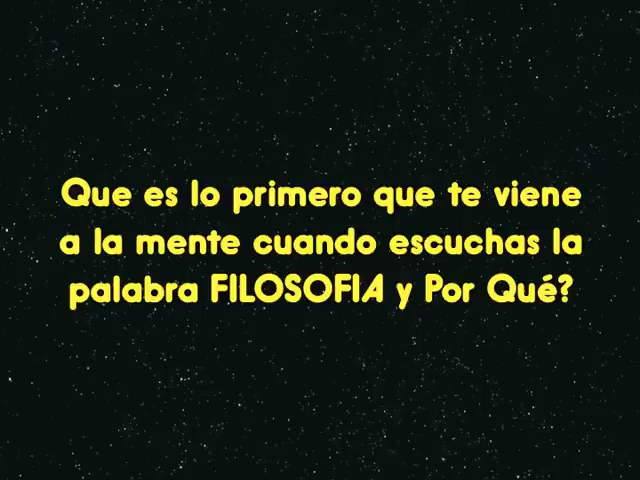 Que es lo primero que te viene
a la mente cuando escuchas la
palabra FILOSOFIA y Por Qué?